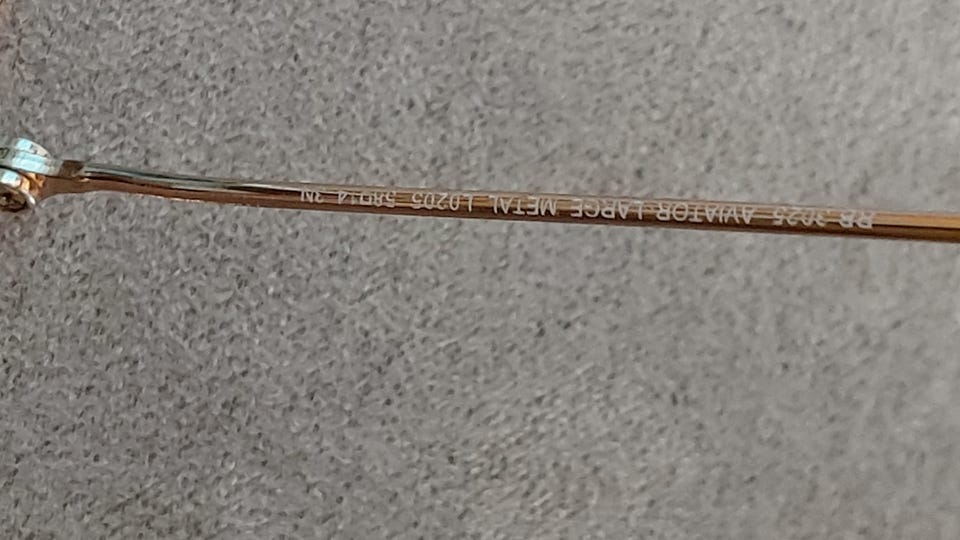 RB 3025 AVIATOR LARGE METAL L0205 58□14 3N